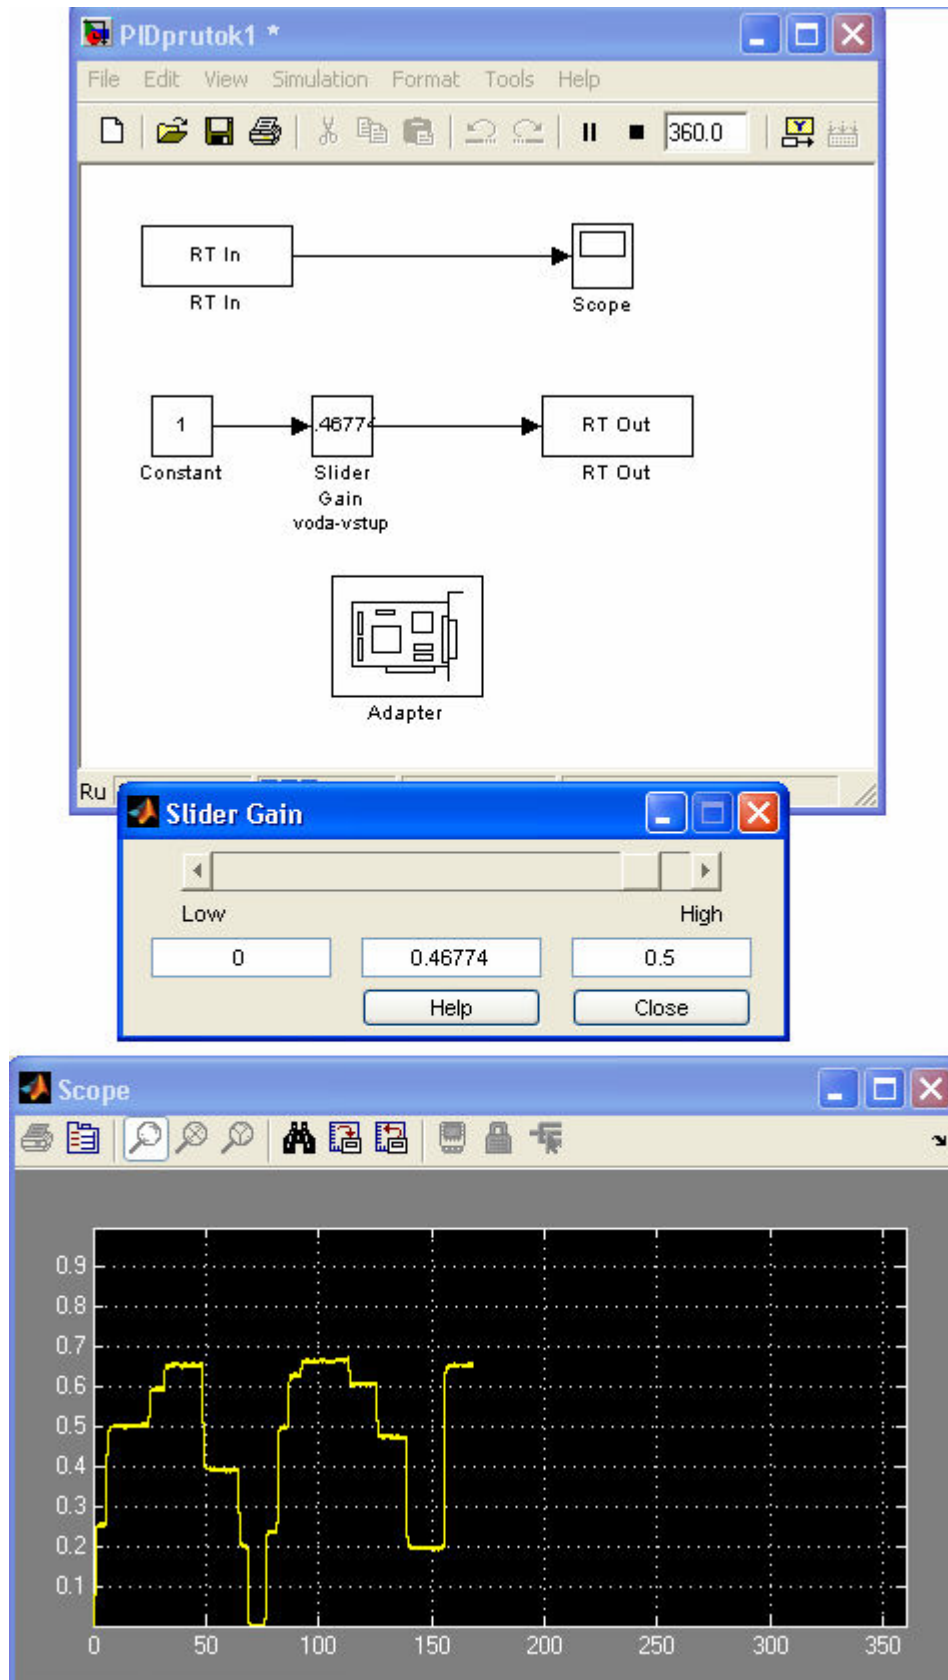 PIDprutok1 *
File Edit View Simulation Format Tools Help
360.0
RT In
RT In
Scope
1
.46774
RT Out
Constant
Slider
Gain
voda-vstup
RT Out
Adapter
Ru
Slider Gain
Low High
0 0.46774 0.5
Help Close
Scope
0.9
0.8
0.7
0.6
0.5
0.4
0.3
0.2
0.1
0 50 100 150 200 250 300 350